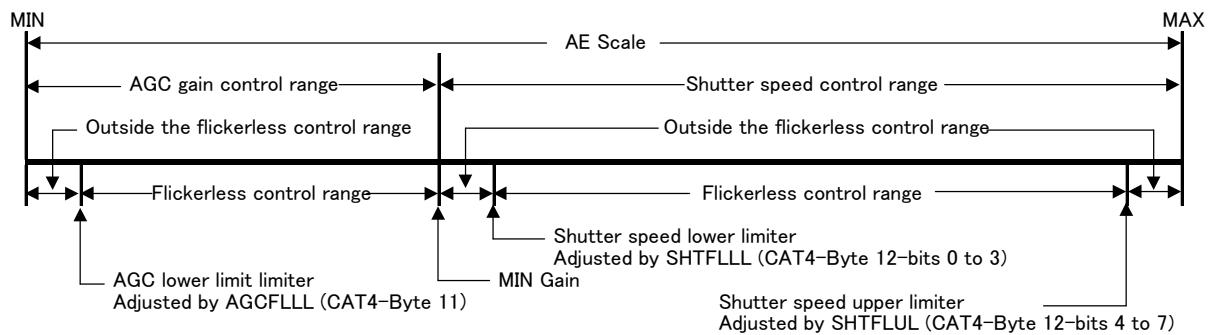 MIN MAX
AE Scale
AGC gain control range Shutter speed control range
Outside the flickerless control range Outside the flickerless control range
Flickerless control range Flickerless control range
Shutter speed lower limiter
Adjusted by SHTFLLL (CAT4-Byte 12-bits 0 to 3)
AGC lower limit limiter
Adjusted by AGCFLLL (CAT4-Byte 11)
MIN Gain
Shutter speed upper limiter
Adjusted by SHTFLUL (CAT4-Byte 12-bits 4 to 7)